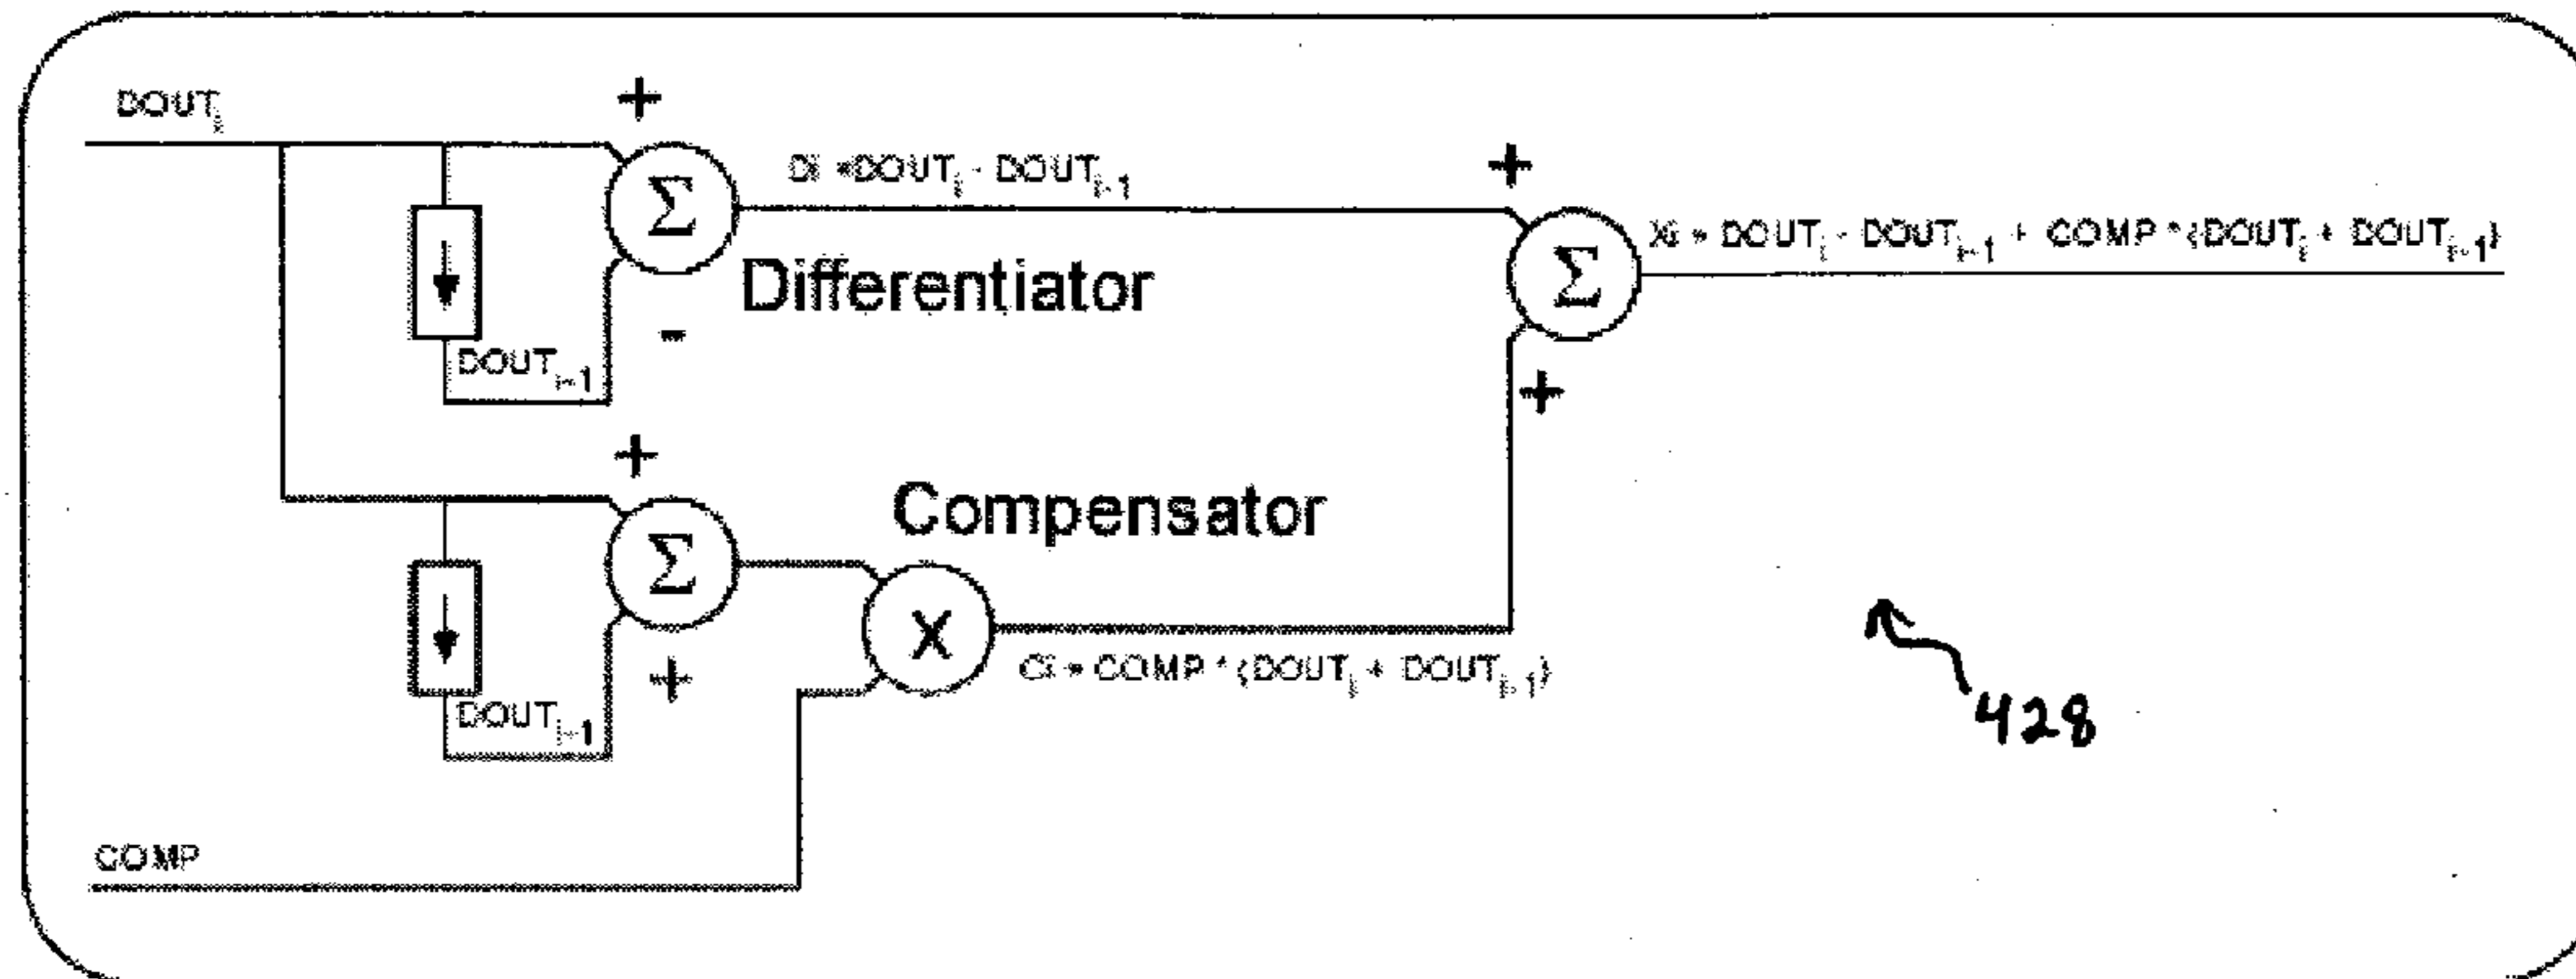 DOUTi
+
Di = DOUTi - DOUTi-1
+
Σ
Σ
Xi = DOUTi - DOUTi-1 + COMP * (DOUTi + DOUTi-1)
Differentiator
-
DOUTi-1
+
+
Compensator
Σ
X
+
Ci = COMP * (DOUTi + DOUTi-1)
DOUTi-1
428
COMP